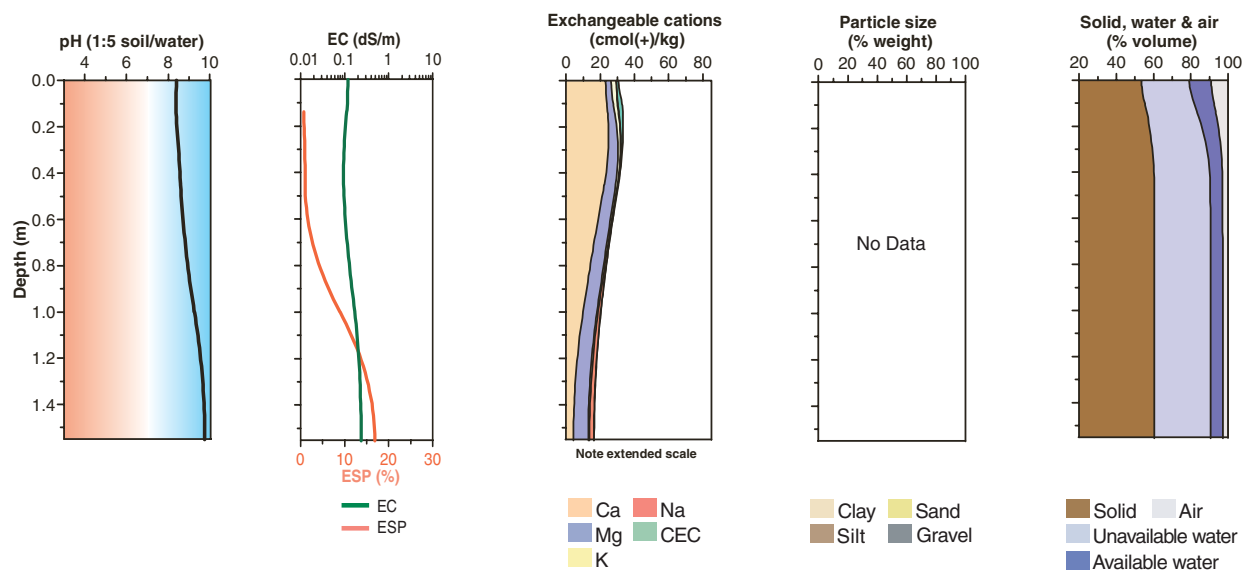 pH (1:5 soil/water)
4 6 8 10
Depth (m)
0.0
0.2
0.4
0.6
0.8
1.0
1.2
1.4
EC (dS/m)
0.01 0.1 1 10
0 10 20 30
ESP (%)
EC
ESP
Exchangeable cations
(cmol(+)/kg)
0 20 40 60 80
Note extended scale
Ca Na
Mg CEC
K
Particle size
(% weight)
0 20 40 60 80 100
No Data
Clay Sand
Silt Gravel
Solid, water & air
(% volume)
20 40 60 80 100
Solid Air
Unavailable water
Available water